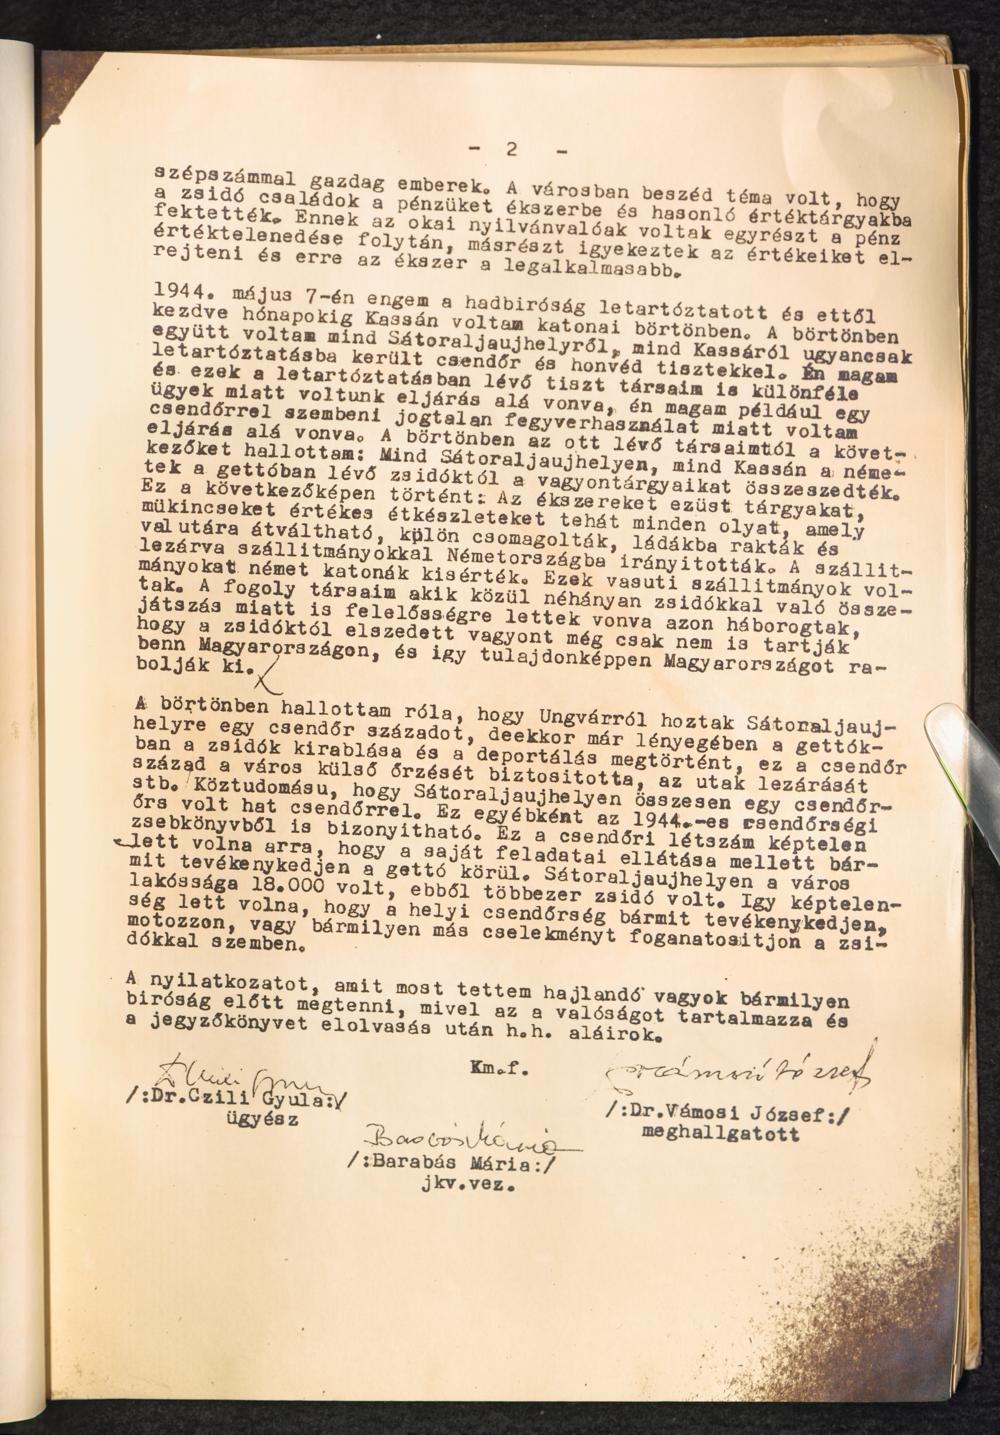 - 2 -
szépszámmal gazdag emberek. A városban beszéd téma volt, hogy
a zsidó családok a pénzüket ékszerbe és hasonló értéktárgyakba
fektették. Ennek az okai nyilvánvalóak voltak egyrészt a pénz
értéktelenedése folytán, másrészt igyekeztek az értékeiket el-
rejteni és erre az ékszer a legalkalmasabb.
1944. május 7-én engem a hadbiróság letartóztatott és ettől
kezdve hónapokig Kassán voltam katonai börtönben. A börtönben
együtt voltam mind Sátoraljaujhelyről, mind Kassáról ugyancsak
letartóztatásba került csendőr és honvéd tisztekkel. Én magam
és ezek a letartóztatásban lévő tiszt társaim is különféle
ügyek miatt voltunk eljárás alá vonva, én magam például egy
csendőrrel szembeni jogtalan fegyverhasználat miatt voltam
eljárás alá vonva. A börtönben az ott lévő társaimtól a követ-
kezőket hallottam: Mind Sátoraljaujhelyen, mind Kassán a néme-
tek a gettóban lévő zsidóktól a vagyontárgyaikat összeszedték.
Ez a következőképen történt: Az ékszereket ezüst tárgyakat,
mükincseket értékes étkészleteket tehát minden olyat, amely
valutára átváltható, külön csomagolták, ládákba rakták és
lezárva szállitmányokkal Németországba irányitották. A szállit-
mányokat német katonák kisérték. Ezek vasuti szállitmányok vol-
tak. A fogoly társaim akik közül néhányan zsidókkal való össze-
játszás miatt is felelősségre lettek vonva azon háborogtak,
hogy a zsidóktól elszedett vagyont még csak nem is tartják
benn Magyarországon, és igy tulajdonképpen Magyarországot ra-
bolják ki.
A börtönben hallottam róla, hogy Ungvárról hoztak Sátoraljauj-
helyre egy csendőr századot, deekkor már lényegében a gettók-
ban a zsidók kirablása és a deportálás megtörtént, ez a csendőr
század a város külső őrzését biztositotta, az utak lezárását
stb. Köztudomásu, hogy Sátoraljaujhelyen összesen egy csendőr-
őrs volt hat csendőrrel. Ez egyébként az 1944.-es csendőrségi
zsebkönyvből is bizonyitható. Ez a csendőri létszám képtelen
lett volna arra, hogy a saját feladatai ellátása mellett bár-
mit tevékenykedjen a gettó körül. Sátoraljaujhelyen a város
lakóssága 18.000 volt, ebből többezer zsidó volt. Igy képtelen-
ség lett volna, hogy a helyi csendőrség bármit tevékenykedjen,
motozzon, vagy bármilyen más cselekményt foganatositjon a zsi-
dókkal szemben.
A nyilatkozatot, amit most tettem hajlandó vagyok bármilyen
biróság előtt megtenni, mivel az a valóságot tartalmazza és
a jegyzőkönyvet elolvasás után h.h. aláirok.
Km.f.
/:Dr.Czili Gyula:/
ügyész
/:Dr.Vámosi József:/
meghallgatott
Barabás Mária
/:Barabás Mária:/
jkv.vez.